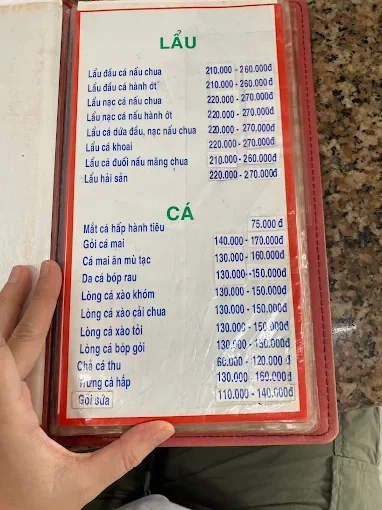 LẨU
Lẩu đầu cá nấu chua 210.000 - 260.000đ
Lẩu đầu cá hành ớt 210.000 - 260.000đ
Lẩu nạc cá nấu chua 220.000 - 270.000đ
Lẩu nạc cá nấu hành ớt 220.000 - 270.000đ
Lẩu cá dứa đầu, nạc nấu chua 220.000 - 270.000đ
Lẩu cá khoai 220.000 - 270.000đ
Lẩu cá đuối nấu măng chua 210.000 - 260.000đ
Lẩu hải sản 220.000 - 270.000đ
CÁ
Mắt cá hấp hành tiêu 75.000 đ
Gỏi cá mai 140.000 - 170.000đ
Cá mai ăn mù tạc 130.000 - 160.000đ
Da cá bóp rau 130.000 - 150.000đ
Lòng cá xào khóm 130.000 - 150.000đ
Lòng cá xào cải chua 130.000 - 150.000đ
Lòng cá xào tỏi 130.000 - 150.000đ
Lòng cá bóp gỏi 130.000 - 150.000đ
Chả cá thu 60.000 - 120.000 đ
Trứng cá hấp 130.000 - 160.000đ
Gỏi sứa 110.000 - 140.000đ